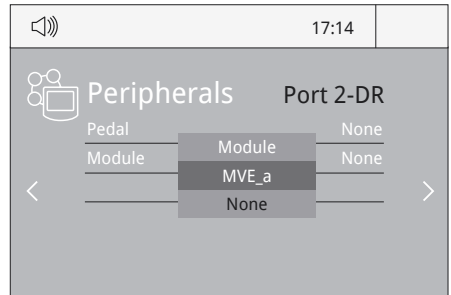 17:14
Peripherals Port 2-DR
Pedal None
Module None
Module
MVE_a
None